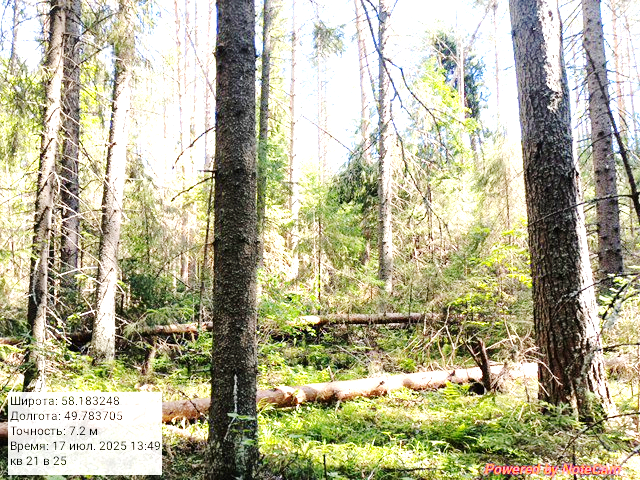 Широта: 58.183248
Долгота: 49.783705
Точность: 7.2 м
Время: 17 июл. 2025 13:49
кв 21 в 25
Powered by NoteCam